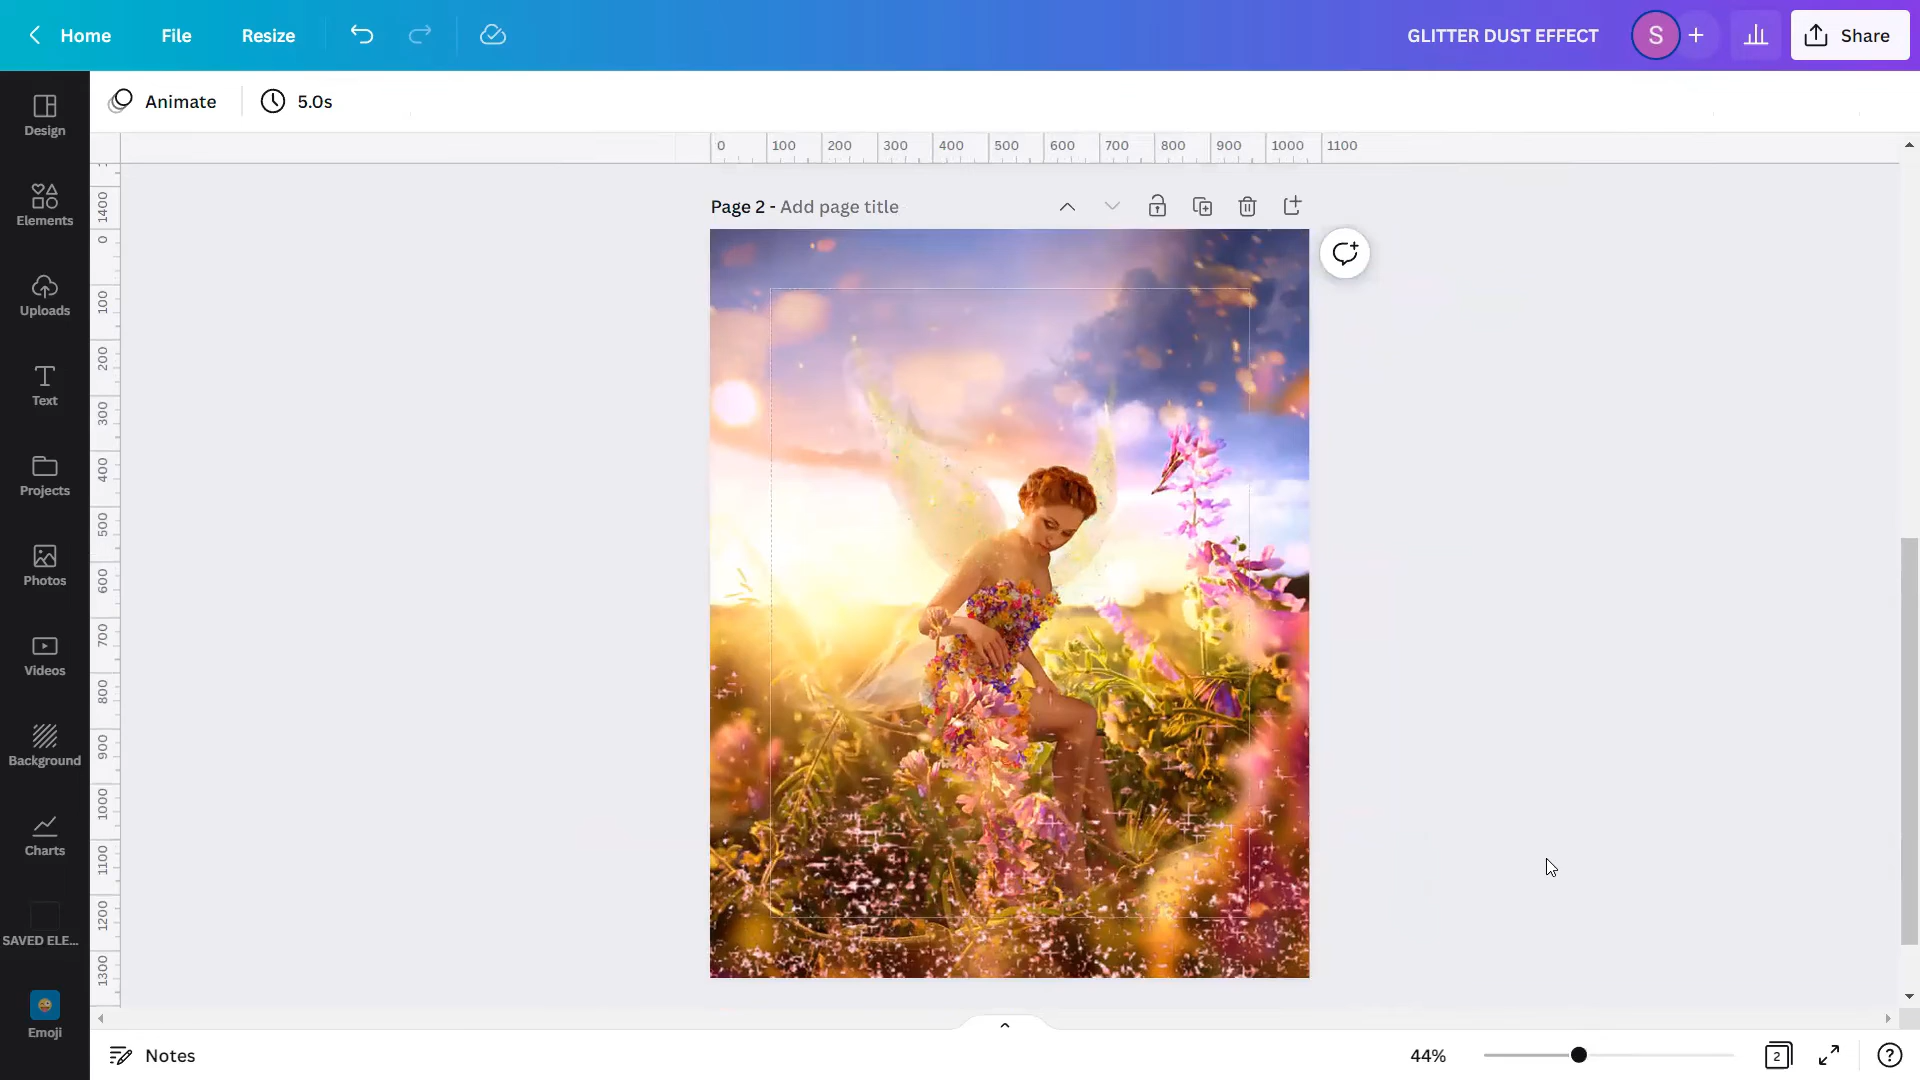 Home File Resize GLITTER DUST EFFECT S + Share
Animate 5.0s
0 100 200 300 400 500 600 700 800 900 1000 1100
Page 2 - Add page title
Design
Elements
Uploads
Text
Projects
Photos
Videos
Background
Charts
SAVED ELE...
Emoji
1400
0
100
200
300
400
500
600
700
800
900
1000
1100
1200
1300
Notes 44% 2 ?